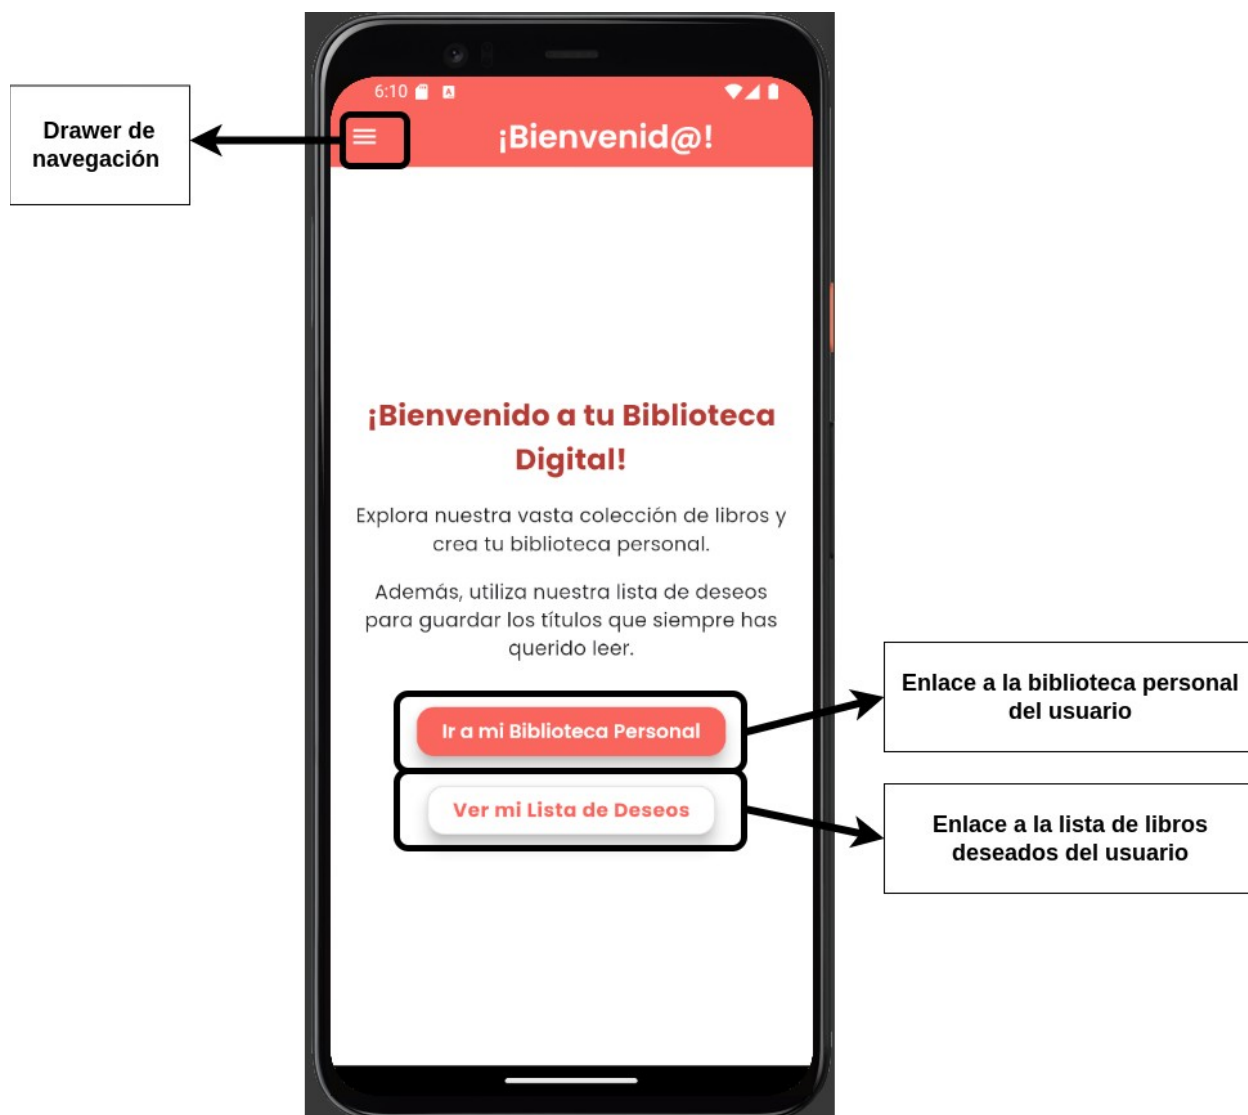 6:10
Drawer de
navegación
¡Bienvenid@!
¡Bienvenido a tu Biblioteca
Digital!
Explora nuestra vasta colección de libros y
crea tu biblioteca personal.
Además, utiliza nuestra lista de deseos
para guardar los títulos que siempre has
querido leer.
Ir a mi Biblioteca Personal
Enlace a la biblioteca personal
del usuario
Ver mi Lista de Deseos
Enlace a la lista de libros
deseados del usuario